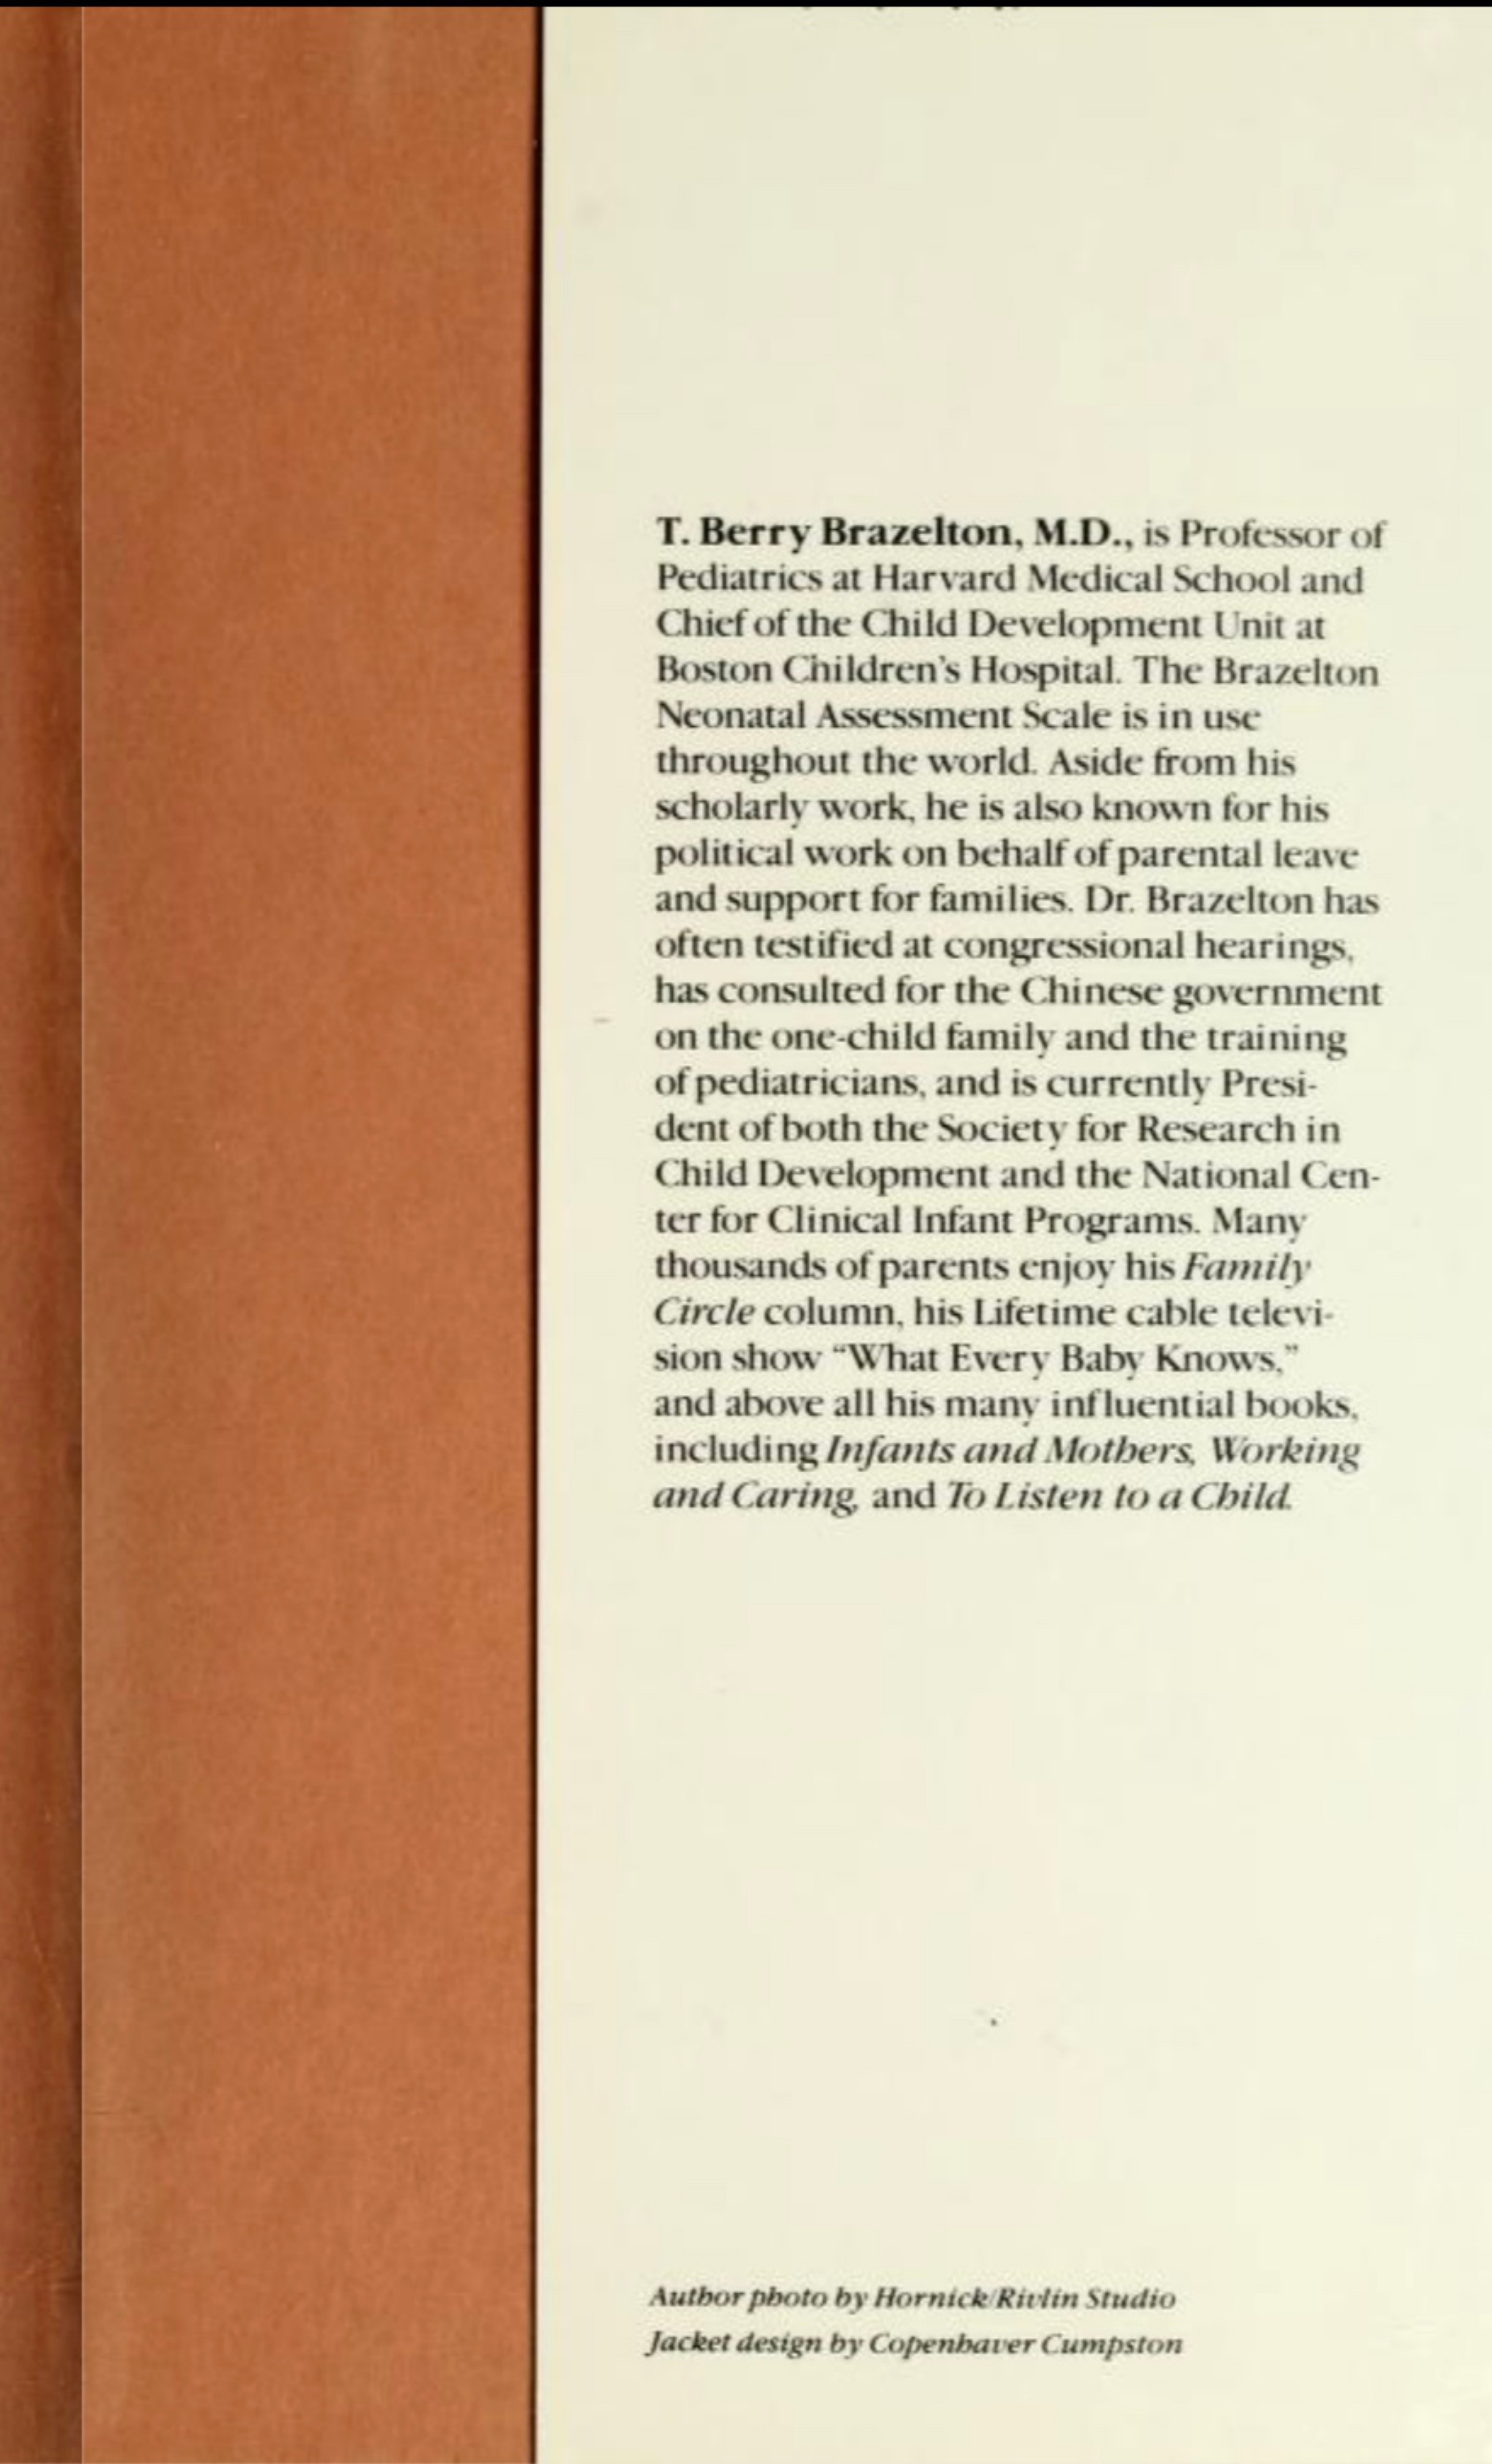 T. Berry Brazelton, M.D., is Professor of
Pediatrics at Harvard Medical School and
Chief of the Child Development Unit at
Boston Children's Hospital. The Brazelton
Neonatal Assessment Scale is in use
throughout the world. Aside from his
scholarly work, he is also known for his
political work on behalf of parental leave
and support for families. Dr. Brazelton has
often testified at congressional hearings,
has consulted for the Chinese government
on the one-child family and the training
of pediatricians, and is currently Presi-
dent of both the Society for Research in
Child Development and the National Cen-
ter for Clinical Infant Programs. Many
thousands of parents enjoy his Family
Circle column, his Lifetime cable televi-
sion show “What Every Baby Knows,”
and above all his many influential books,
including Infants and Mothers, Working
and Caring, and To Listen to a Child.
Author photo by Hornick/Rivlin Studio
Jacket design by Copenhaver Cumpston